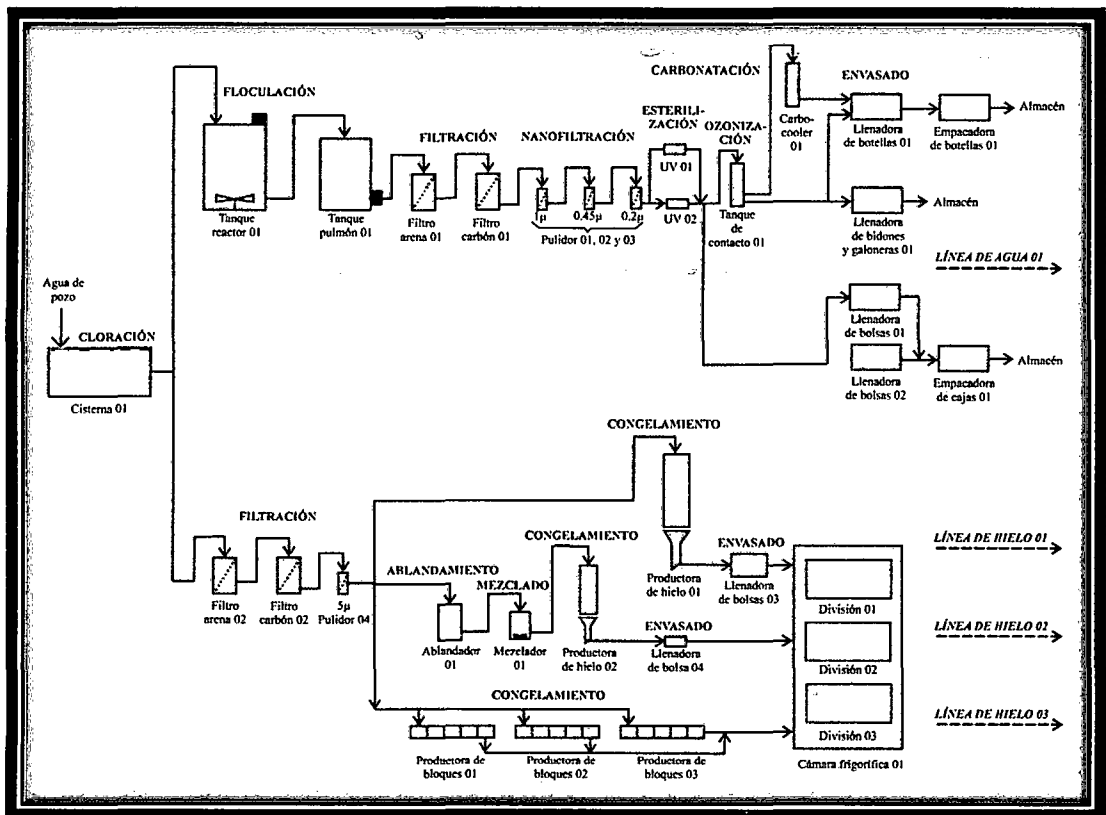 CARBONATACIÓN
ENVASADO
FLOCULACIÓN
ESTERILI-
ZACIÓN
OZONIZA-
CIÓN
FILTRACIÓN
NANOFILTRACIÓN
Carbo-
cooler
01
Llenadora
de botellas 01
Empacadora
de botellas 01
Almacén
UV 01
UV 02
Tanque
reactor 01
Tanque
pulmón 01
Filtro
arena 01
Filtro
carbón 01
1µ
0,45µ
0,2µ
Pulidor 01, 02 y 03
Tanque
de
contacto 01
Llenadora
de bidones
y galoneras 01
Almacén
LÍNEA DE AGUA 01
Agua de
pozo
CLORACIÓN
Cisterna 01
Llenadora
de bolsas 01
Llenadora
de bolsas 02
Empacadora
de cajas 01
Almacén
CONGELAMIENTO
FILTRACIÓN
CONGELAMIENTO
ENVASADO
LÍNEA DE HIELO 01
ABLANDAMIENTO
MEZCLADO
Productora
de hielo 01
Llenadora
de bolsas 03
División 01
Filtro
arena 02
Filtro
carbón 02
5µ
Pulidor 04
Ablandador
01
Mezclador
01
Productora
de hielo 02
ENVASADO
Llenadora
de bolsa 04
LÍNEA DE HIELO 02
División 02
CONGELAMIENTO
LÍNEA DE HIELO 03
División 03
Productora de
bloques 01
Productora de
bloques 02
Productora de
bloques 03
Cámara frigorífica 01